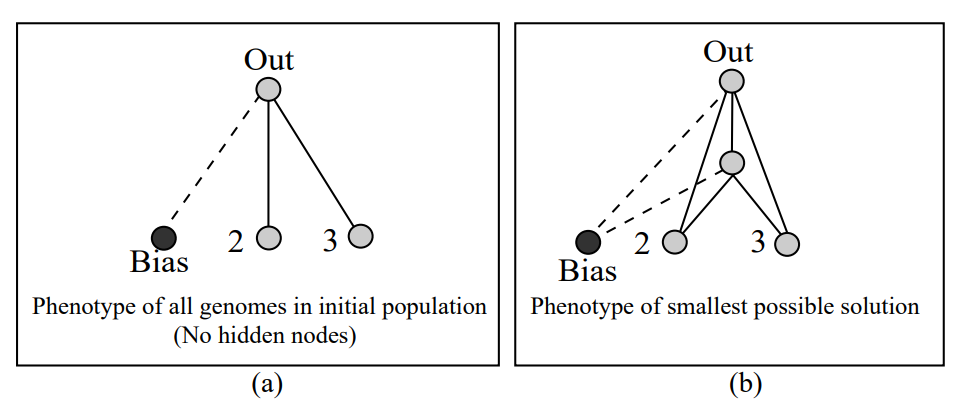 Out
2
3
Bias
Phenotype of all genomes in initial population
(No hidden nodes)
(a)
Out
2
3
Bias
Phenotype of smallest possible solution
(b)